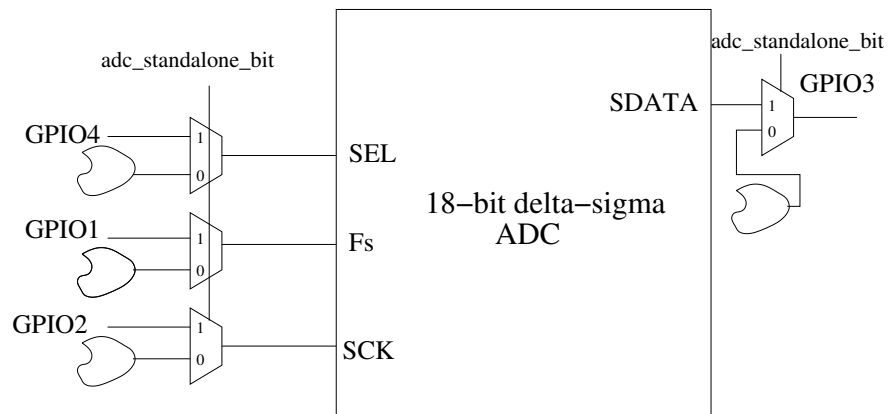 adc_standalone_bit
adc_standalone_bit
GPIO4
1
0
SEL
SDATA
1
0
GPIO3
GPIO1
1
0
Fs
18−bit delta−sigma
ADC
GPIO2
1
0
SCK